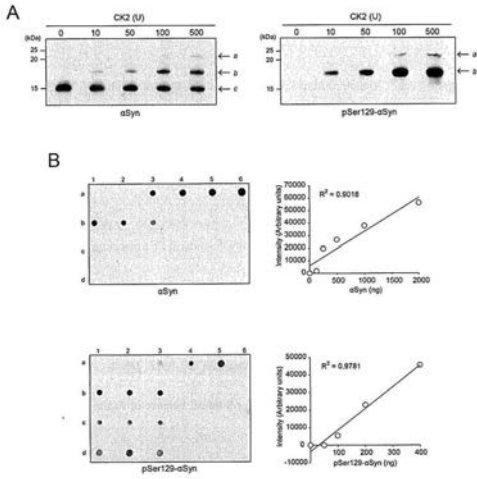 A
CK2 (U)
0 10 50 100 500
(kDa)
25
20
15
a
b
c
αSyn
CK2 (U)
0 10 50 100 500
(kDa)
25
20
15
a
b
pSer129-αSyn
B
1 2 3 4 5 6
a
b
c
d
αSyn
R² = 0.9016
Intensity (Arbitrary units)
70000
60000
50000
40000
30000
20000
10000
0
0 500 1000 1500 2000
αSyn (ng)
1 2 3 4 5 6
a
b
c
d
pSer129-αSyn
R² = 0.9781
Intensity (Arbitrary units)
50000
40000
30000
20000
10000
0
-10000
100 200 300 400
pSer129-αSyn (ng)